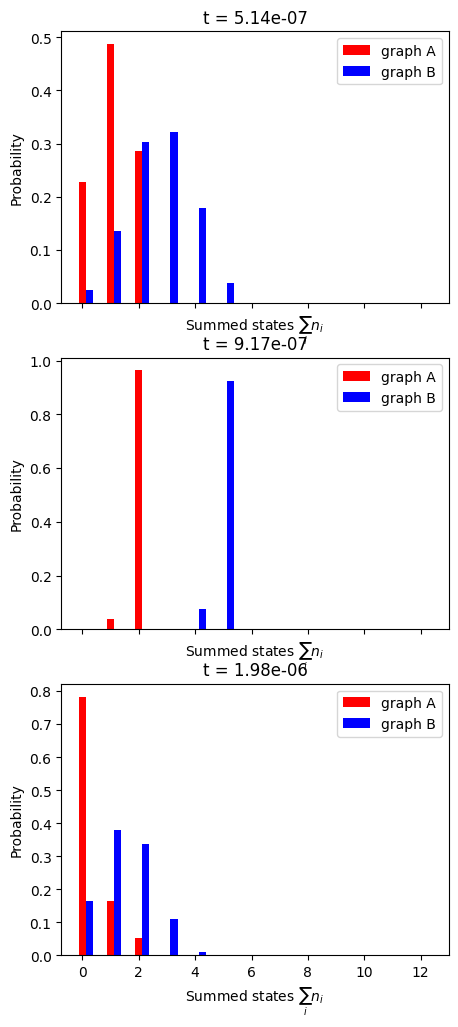 t = 5.14e-07
graph A
graph B
Probability
0.5
0.4
0.3
0.2
0.1
0.0
Summed states ∑nᵢ
t = 9.17e-07
graph A
graph B
Probability
1.0
0.8
0.6
0.4
0.2
0.0
Summed states ∑nᵢ
t = 1.98e-06
graph A
graph B
Probability
0.8
0.7
0.6
0.5
0.4
0.3
0.2
0.1
0.0
0 2 4 6 8 10 12
Summed states ∑nᵢ
i